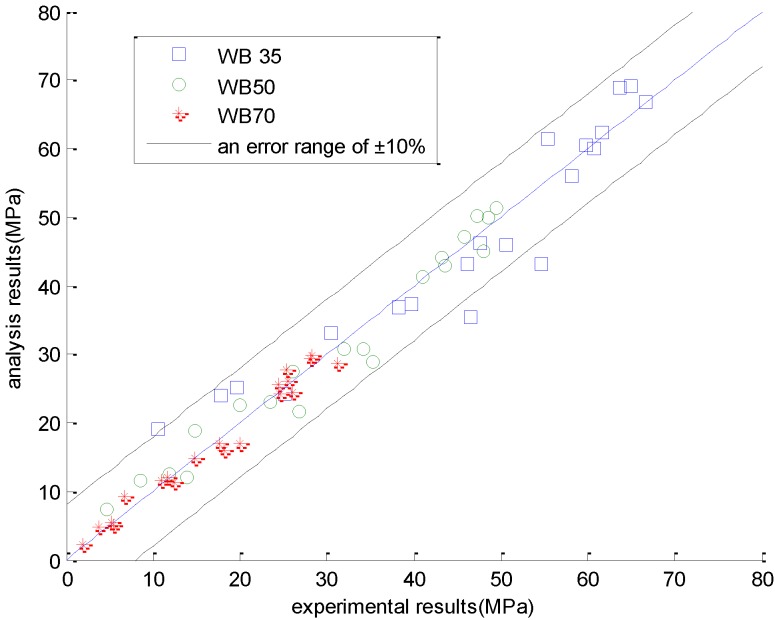 80
70
60
50
40
30
20
10
0
analysis results(MPa)
WB 35
WB50
WB70
an error range of ±10%
0 10 20 30 40 50 60 70 80
experimental results(MPa)